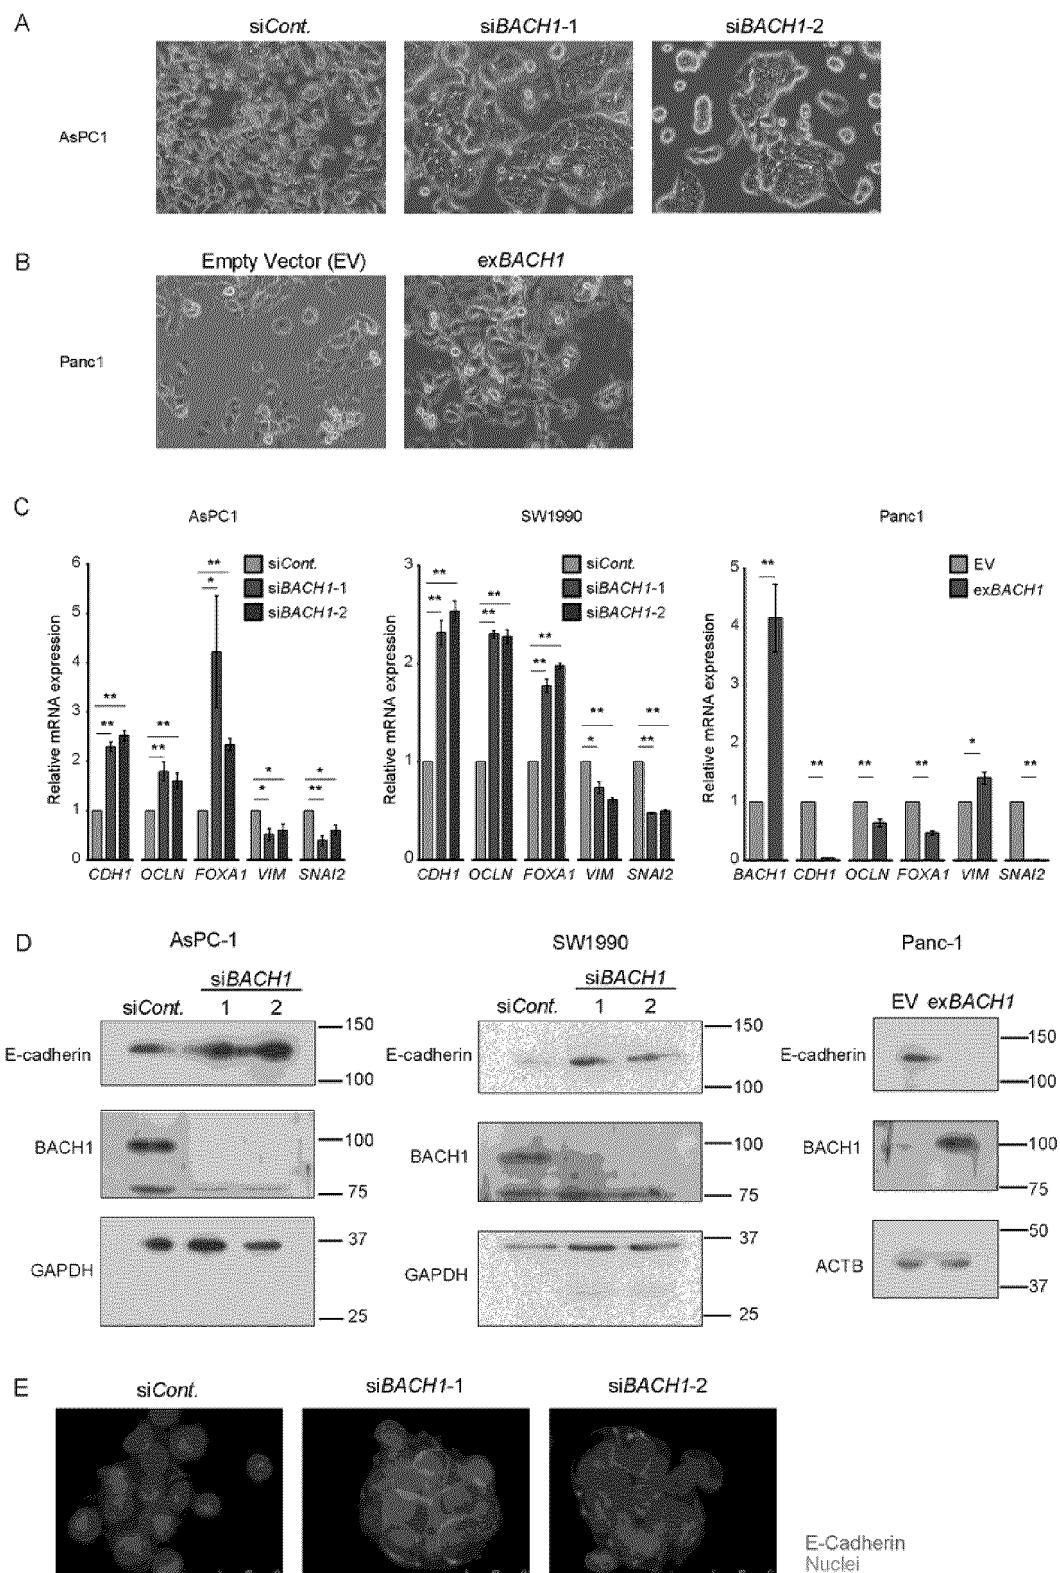 A
siCont.
siBACH1-1
siBACH1-2
AsPC1
B
Empty Vector (EV)
exBACH1
Panc1
C
AsPC1
SW1990
Panc1
Relative mRNA expression
6
5
4
3
2
1
0
siCont.
siBACH1-1
siBACH1-2
** ** ** ** ** * * * * **
CDH1 OCLN FOXA1 VIM SNAI2
Relative mRNA expression
3
2
1
0
siCont.
siBACH1-1
siBACH1-2
** ** ** ** ** ** ** * ** **
CDH1 OCLN FOXA1 VIM SNAI2
Relative mRNA expression
5
4
3
2
1
0
EV
exBACH1
** ** ** ** * **
BACH1 CDH1 OCLN FOXA1 VIM SNAI2
D
AsPC-1
SW1990
Panc-1
siCont.
siBACH1
1 2
E-cadherin
150
100
BACH1
100
75
GAPDH
37
25
siCont.
siBACH1
1 2
E-cadherin
150
100
BACH1
100
75
GAPDH
37
25
EV exBACH1
E-cadherin
150
100
BACH1
100
75
ACTB
50
37
E
siCont.
siBACH1-1
siBACH1-2
E-Cadherin
Nuclei